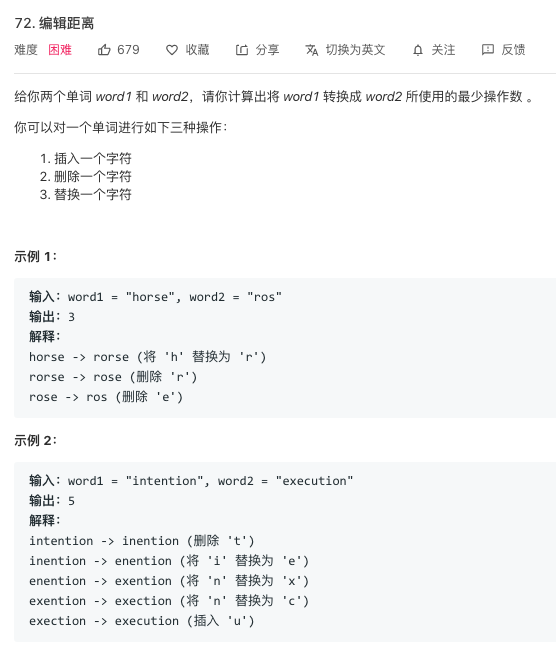 72. 编辑距离
难度 困难 679 收藏 分享 切换为英文 关注 反馈
给你两个单词 word1 和 word2，请你计算出将 word1 转换成 word2 所使用的最少操作数 。
你可以对一个单词进行如下三种操作：
1. 插入一个字符
2. 删除一个字符
3. 替换一个字符
示例 1：
输入：word1 = "horse", word2 = "ros"
输出：3
解释：
horse -> rorse (将 'h' 替换为 'r')
rorse -> rose (删除 'r')
rose -> ros (删除 'e')
示例 2：
输入：word1 = "intention", word2 = "execution"
输出：5
解释：
intention -> inention (删除 't')
inention -> enention (将 'i' 替换为 'e')
enention -> exention (将 'n' 替换为 'x')
exention -> exection (将 'n' 替换为 'c')
exection -> execution (插入 'u')